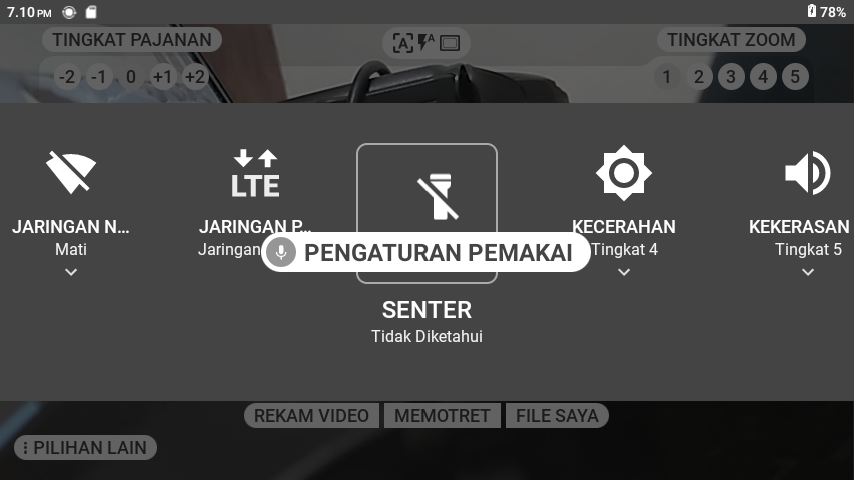 7.10 PM 78%
TINGKAT PAJANAN
A
A
TINGKAT ZOOM
-2 -1 0 +1 +2
1 2 3 4 5
LTE
JARINGAN N...
Mati
JARINGAN P...
Jaringan
KECERAHAN
Tingkat 4
KEKERASAN
Tingkat 5
PENGATURAN PEMAKAI
SENTER
Tidak Diketahui
REKAM VIDEO
MEMOTRET
FILE SAYA
PILIHAN LAIN